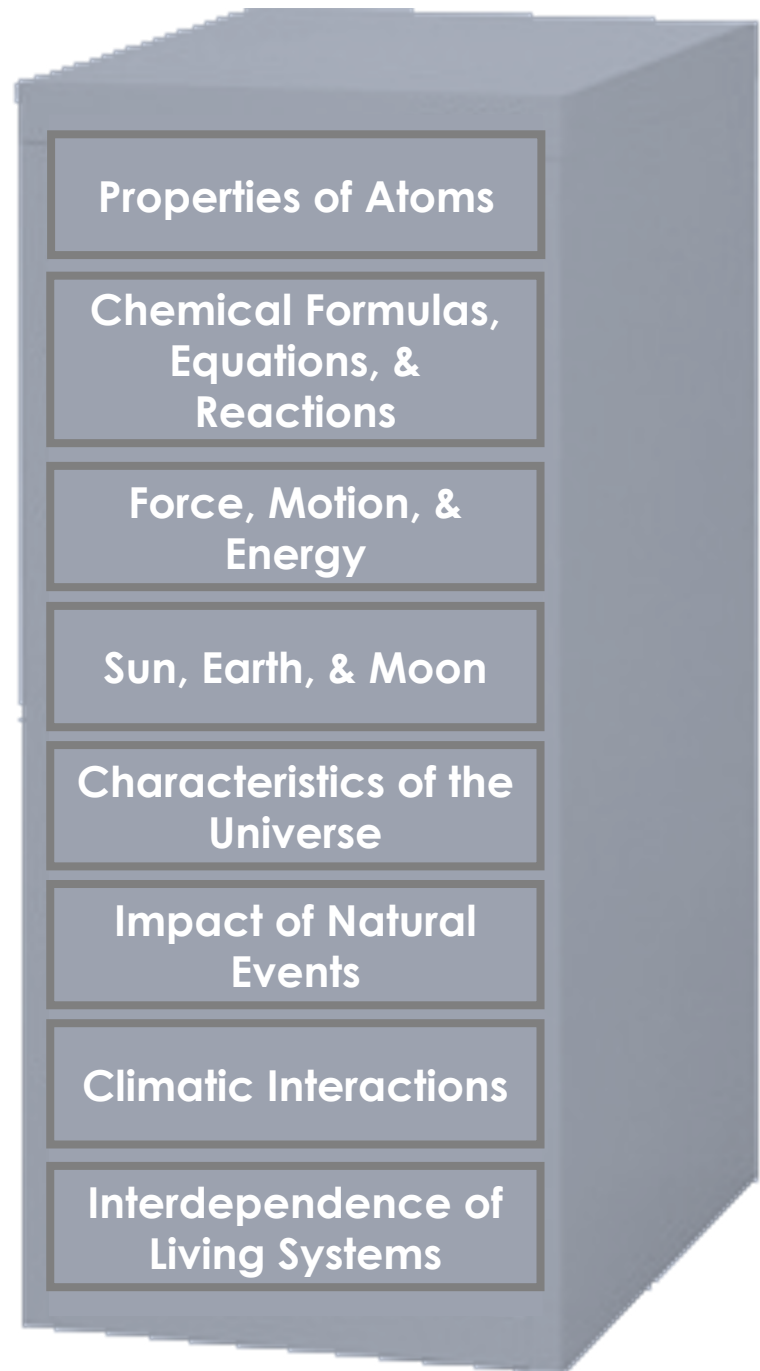 Properties of Atoms
Chemical Formulas,
Equations, &
Reactions
Force, Motion, &
Energy
Sun, Earth, & Moon
Characteristics of the
Universe
Impact of Natural
Events
Climatic Interactions
Interdependence of
Living Systems